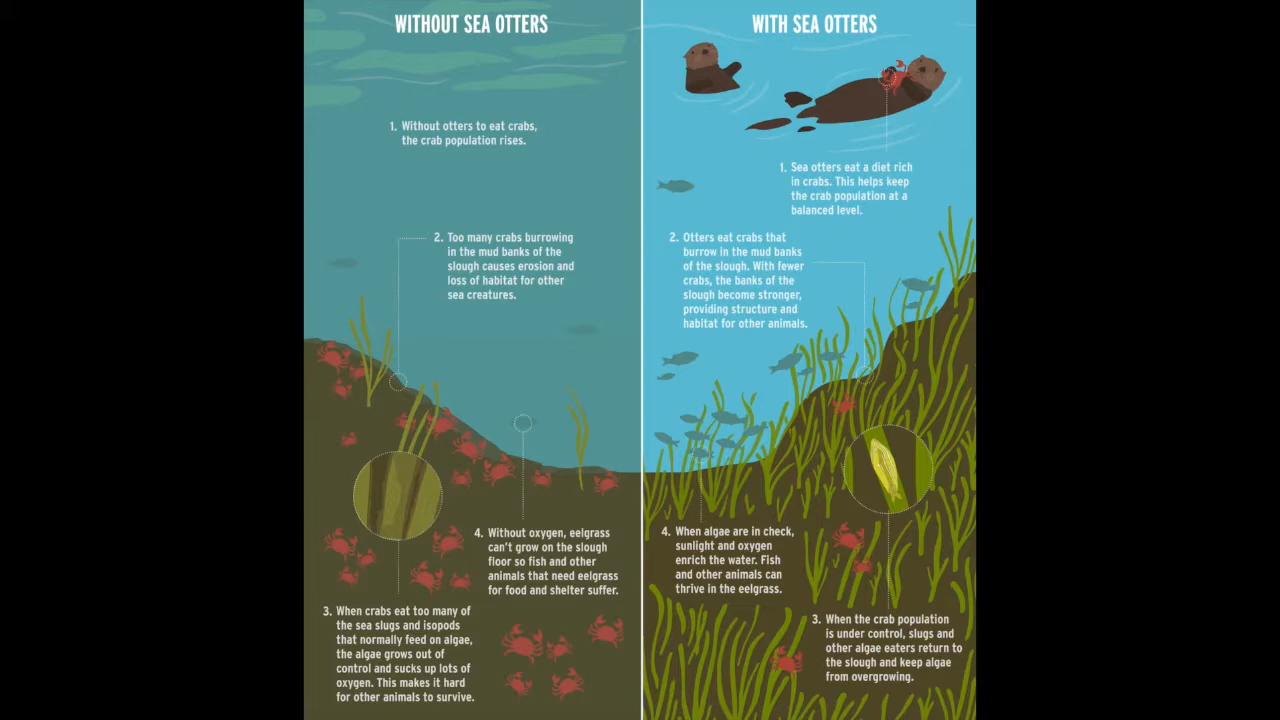 WITHOUT SEA OTTERS
1. Without otters to eat crabs,
the crab population rises.
2. Too many crabs burrowing
in the mud banks of the
slough causes erosion and
loss of habitat for other
sea creatures.
4. Without oxygen, eelgrass
can't grow on the slough
floor so fish and other
animals that need eelgrass
for food and shelter suffer.
3. When crabs eat too many of
the sea slugs and isopods
that normally feed on algae,
the algae grows out of
control and sucks up lots of
oxygen. This makes it hard
for other animals to survive.
WITH SEA OTTERS
1. Sea otters eat a diet rich
in crabs. This helps keep
the crab population at a
balanced level.
2. Otters eat crabs that
burrow in the mud banks
of the slough. With fewer
crabs, the banks of the
slough become stronger,
providing structure and
habitat for other animals.
4. When algae are in check,
sunlight and oxygen
enrich the water. Fish
and other animals can
thrive in the eelgrass.
3. When the crab population
is under control, slugs and
other algae eaters return to
the slough and keep algae
from overgrowing.